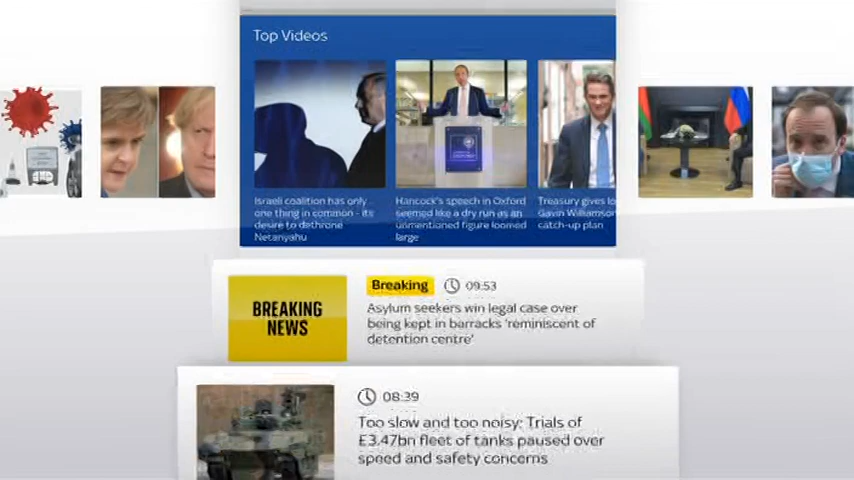 Top Videos
Israeli coalition has only
one thing in common - its
desire to dethrone
Netanyahu
Hancock's speech in Oxford
seemed like a dry run as an
unmentioned figure loomed
large
Treasury gives
Gavin Williamson
catch-up plan
BREAKING
NEWS
Breaking 09:53
Asylum seekers win legal case over
being kept in barracks 'reminiscent of
detention centre'
08:39
Too slow and too noisy: Trials of
£3.47bn fleet of tanks paused over
speed and safety concerns